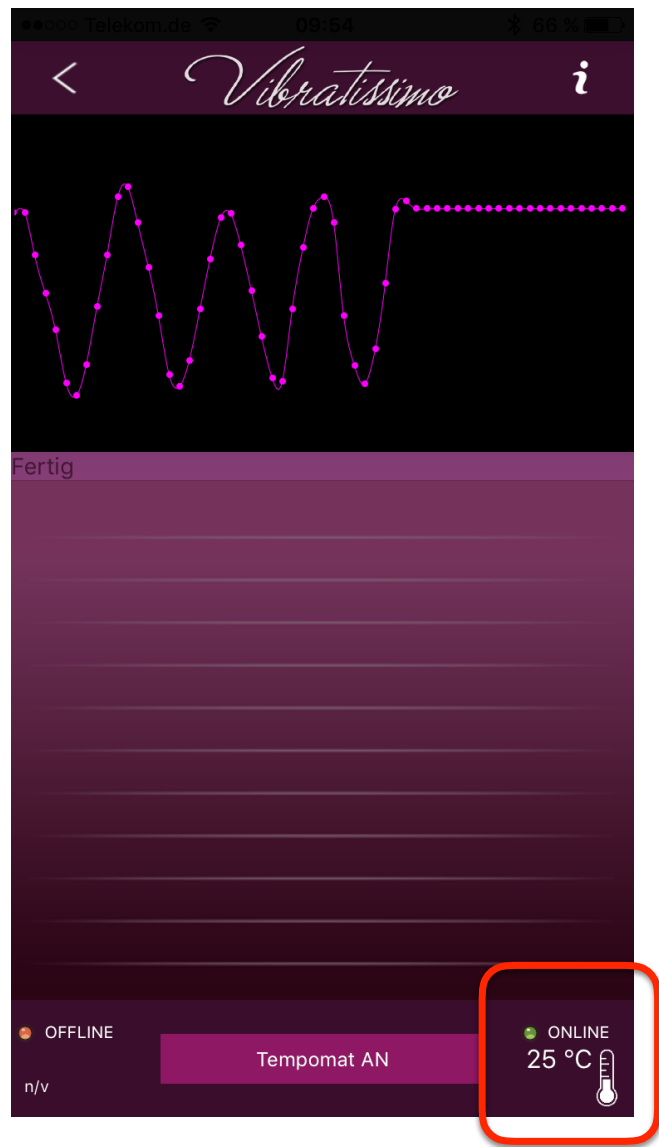 ●●○○○ Telekom.de 09:54 66 %
Vibratissimo
Fertig
OFFLINE
n/v
Tempomat AN
ONLINE
25 °C